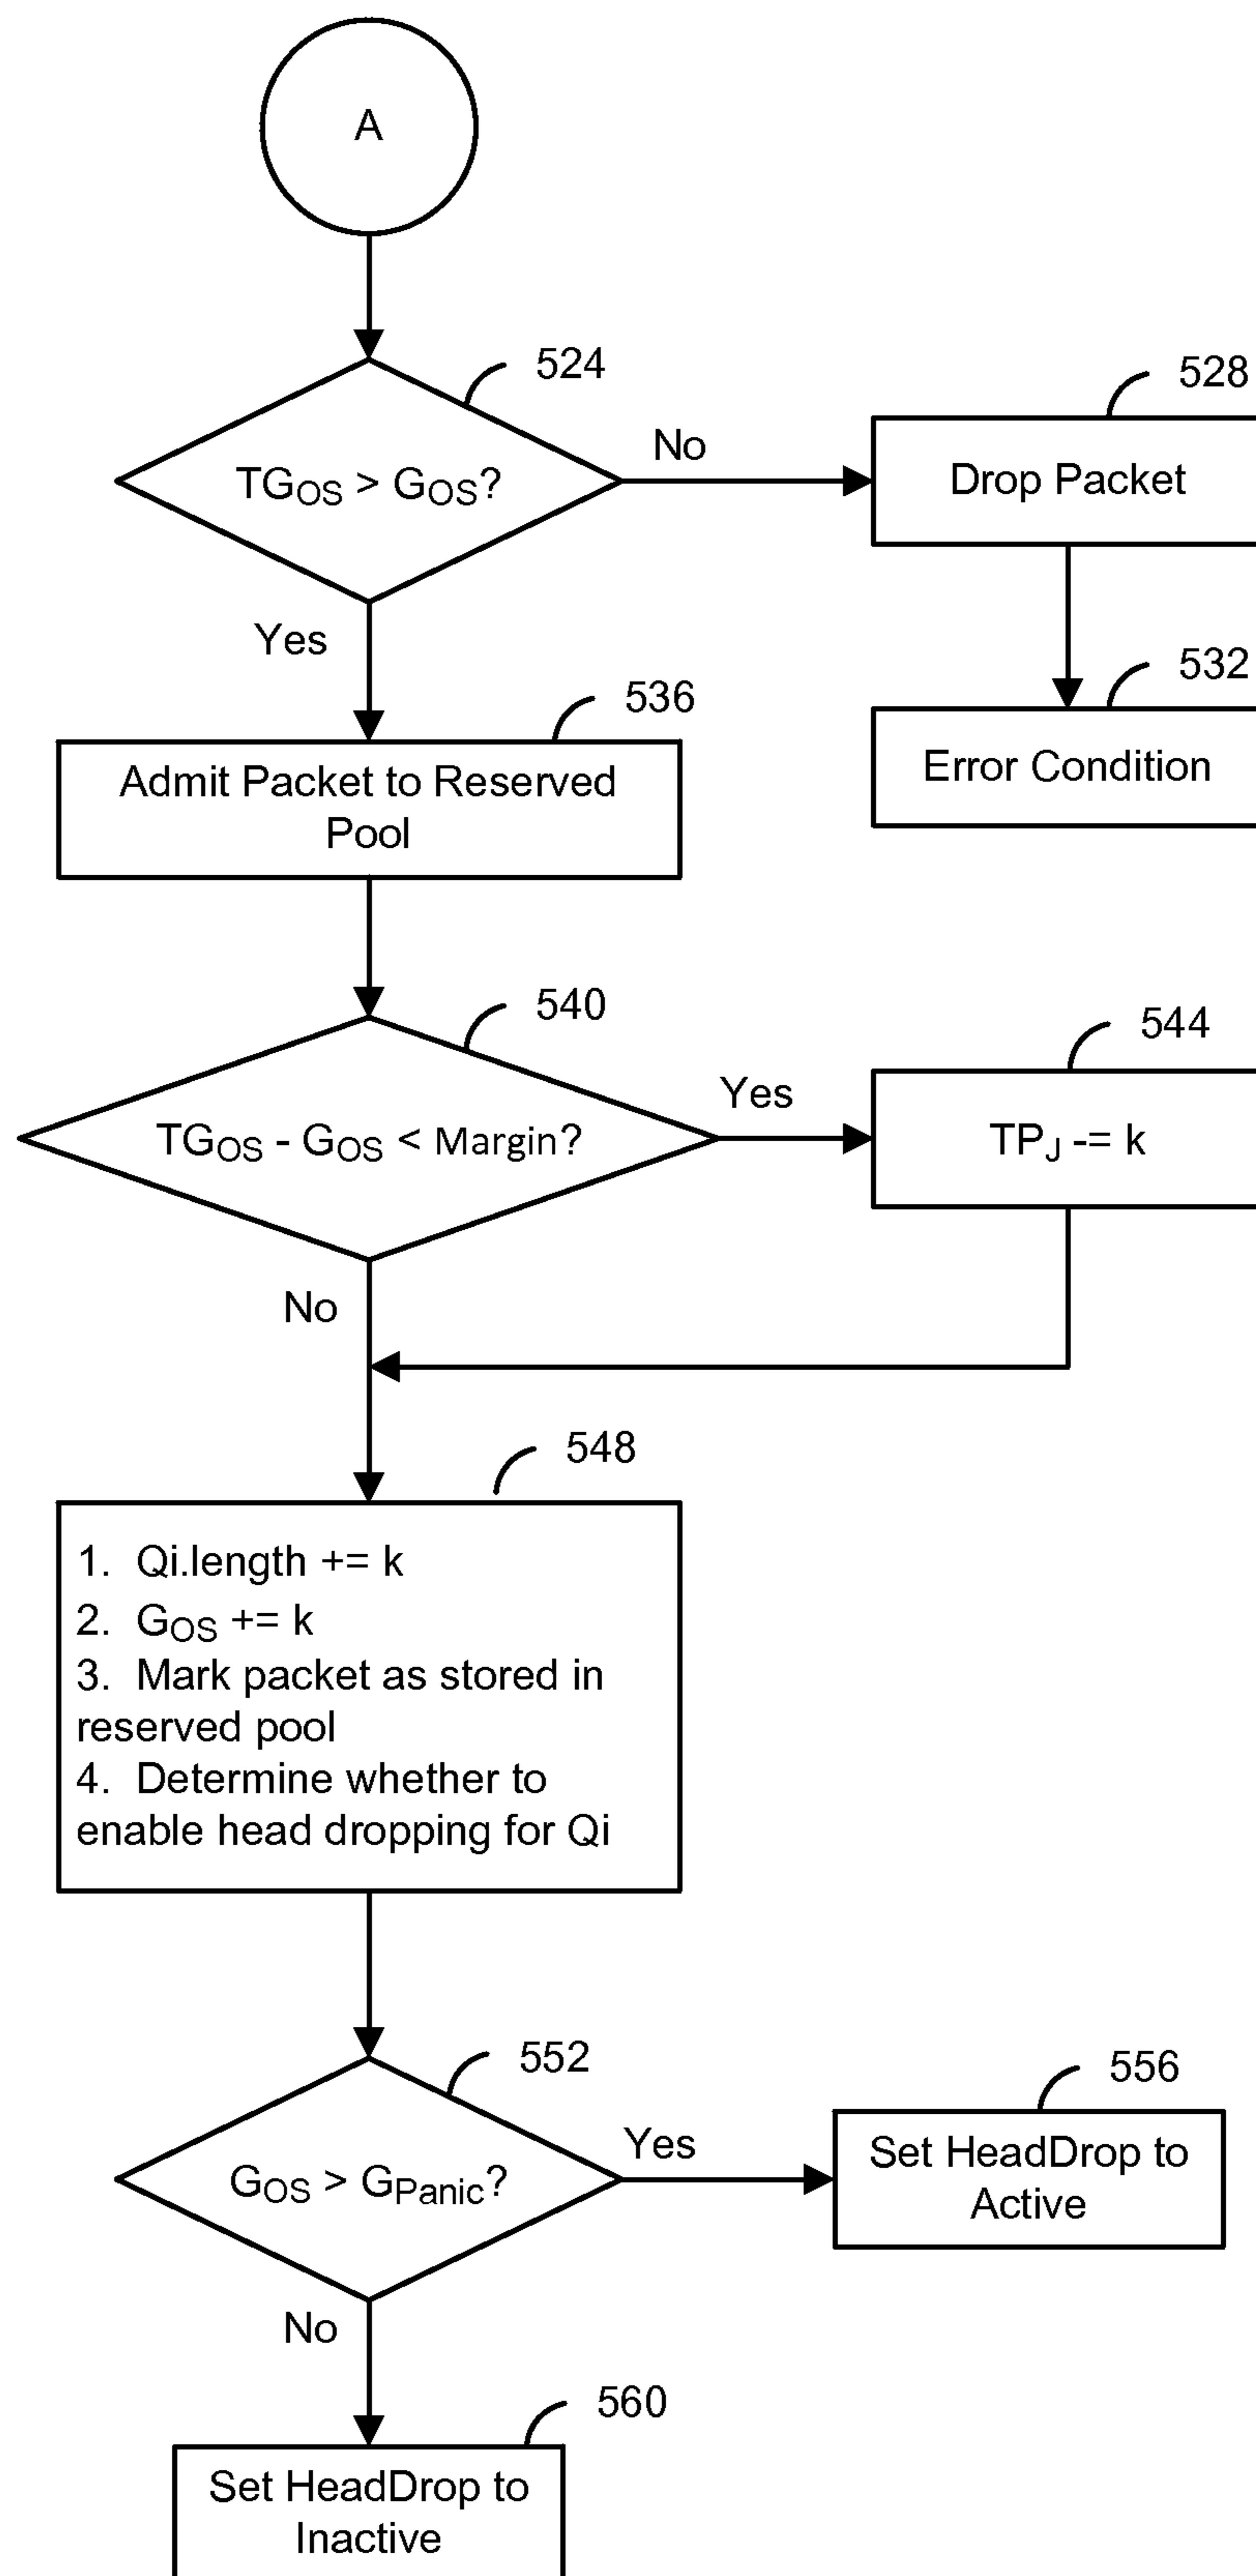 A
524
TGOS > GOS?
No
528
Drop Packet
532
Error Condition
Yes
536
Admit Packet to Reserved
Pool
540
TGOS - GOS < Margin?
Yes
544
TPJ -= k
No
548
1. Qi.length += k
2. GOS += k
3. Mark packet as stored in
reserved pool
4. Determine whether to
enable head dropping for Qi
552
GOS > GPanic?
Yes
556
Set HeadDrop to
Active
No
560
Set HeadDrop to
Inactive